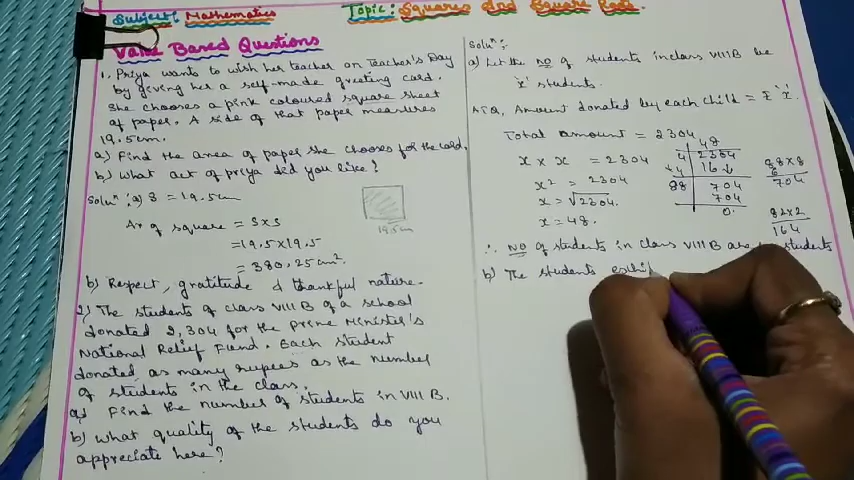 Subject: Mathematics
Topic: Squares And Square Roots.
Value Based Questions
1. Priya wants to wish her teacher on Teacher's Day
by giving her a self-made greeting card.
She chooses a pink coloured square sheet
of paper. A side of that paper measures
19.5cm.
a) Find the area of paper she chooses for the card.
b) What act of priya did you like?
Soluⁿ: a) S = 19.5cm
Ar of square = S×S
= 19.5×19.5
= 380.25cm².
19.5cm
b) Respect, gratitude & thankful nature.
2) The students of class VIII B of a school
donated 2,304 for the Prime Minister's
National Relief Fund. Each student
donated as many rupees as the number
of students in the class.
a) Find the number of students in VIII B.
b) What quality of the students do you
appreciate here?
Soluⁿ:
a) Let the no of students in class VIII B be
'x' students.
ATQ, Amount donated by each child = ₹ 'x'.
Total amount = 2304
x × x = 2304
x² = 2304
x = √2304.
x = 48.
48
4 2304
+4 16↓
88 704
704
0.
88×8
704
82×2
164
∴ No of students in class VIII B are students
b) The students exhi